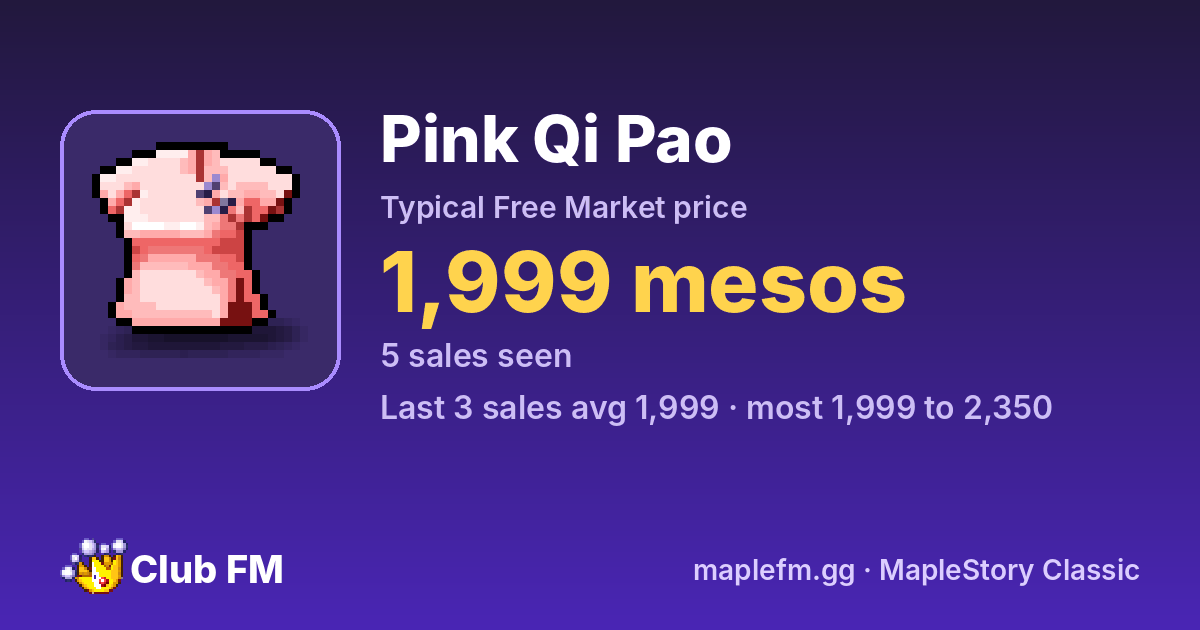 Pink Qi Pao
Typical Free Market price
1,999 mesos
5 sales seen
Last 3 sales avg 1,999 · most 1,999 to 2,350
Club FM
maplefm.gg · MapleStory Classic